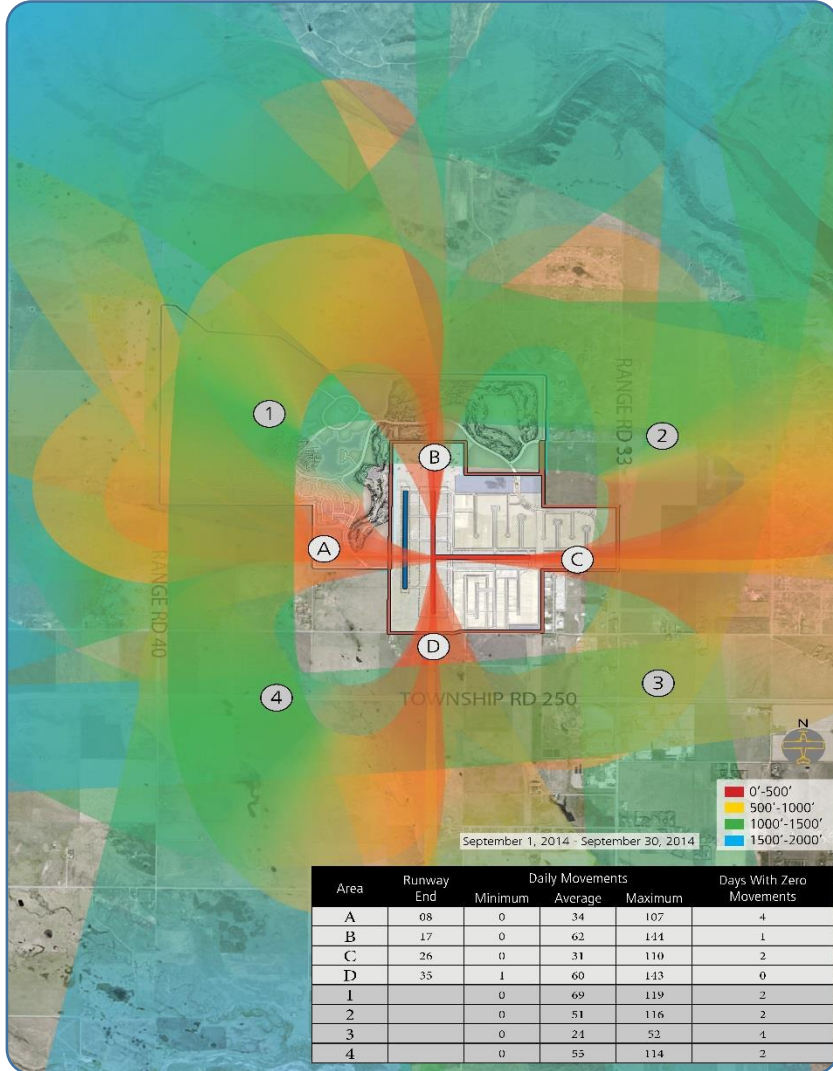 1
2
RANGE RD 33
B
A
C
RANGE RD 40
D
4
3
TOWNSHIP RD 250
N
0'-500'
500'-1000'
1000'-1500'
1500'-2000'
September 1, 2014 - September 30, 2014
Area Runway End Daily Movements Days With Zero Movements
Minimum Average Maximum
A 08 0 34 107 4
B 17 0 62 144 1
C 26 0 31 110 2
D 35 1 60 143 0
1 0 69 119 2
2 0 51 116 2
3 0 24 52 4
4 0 55 114 2